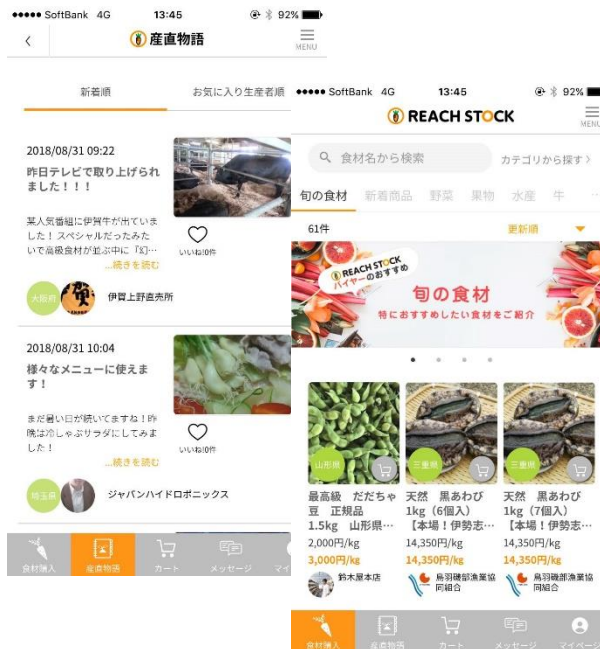 SoftBank 4G 13:45 92%
産直物語
MENU
新着順 お気に入り生産者順
2018/08/31 09:22
昨日テレビで取り上げられ
ました！！！
某人気番組に伊賀牛が出ていま
した！スペシャルだったみた
いで高級食材が並ぶ中に『幻…
...続きを読む
いいね!0件
大阪府 伊賀上野直売所
2018/08/31 10:04
様々なメニューに使えま
す！
まだ暑い日が続いてますね！昨
晩は冷しゃぶサラダにしてみま
した！
...続きを読む
いいね!0件
埼玉県 ジャパンハイドロポニックス
食材購入 産直物語 カート メッセージ マイ
SoftBank 4G 13:45 92%
REACH STOCK
MENU
食材名から検索 カテゴリから探す
旬の食材 新着商品 野菜 果物 水産 牛
61件 更新順
REACH STOCK
バイヤーのおすすめ
旬の食材
特におすすめしたい食材をご紹介
山形県 三重県 三重県
最高級 だだちゃ
豆 正規品
1.5kg 山形県…
2,000円/kg
3,000円/kg
鈴木屋本店
天然 黒あわび
1kg（6個入）
【本場！伊勢志…
14,350円/kg
14,350円/kg
鳥羽磯部漁業協
同組合
天然 黒あわび
1kg（7個入）
【本場！伊勢志…
14,350円/kg
14,350円/kg
鳥羽磯部漁業協
同組合
食材購入 産直物語 カート メッセージ マイページ